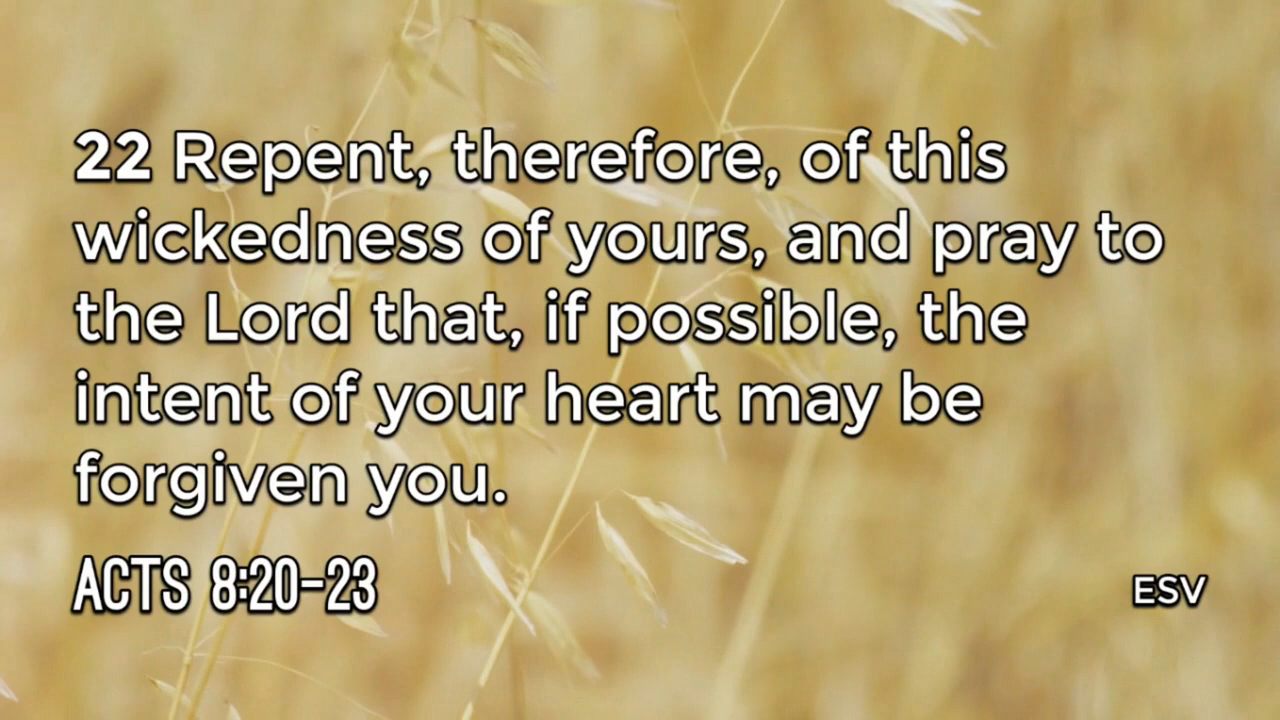 22 Repent, therefore, of this
wickedness of yours, and pray to
the Lord that, if possible, the
intent of your heart may be
forgiven you.
ACTS 8:20-23
ESV